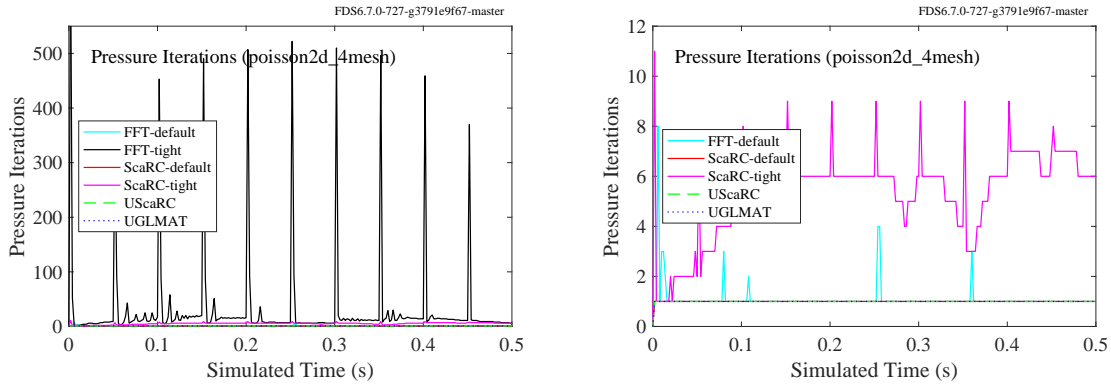 FDS6.7.0-727-g3791e9f67-master
Pressure Iterations (poisson2d_4mesh)
Pressure Iterations
500
400
300
200
100
0
FFT-default
FFT-tight
ScaRC-default
ScaRC-tight
UScaRC
UGLMAT
0 0.1 0.2 0.3 0.4 0.5
Simulated Time (s)
FDS6.7.0-727-g3791e9f67-master
Pressure Iterations (poisson2d_4mesh)
Pressure Iterations
12
10
8
6
4
2
0
FFT-default
ScaRC-default
ScaRC-tight
UScaRC
UGLMAT
0 0.1 0.2 0.3 0.4 0.5
Simulated Time (s)